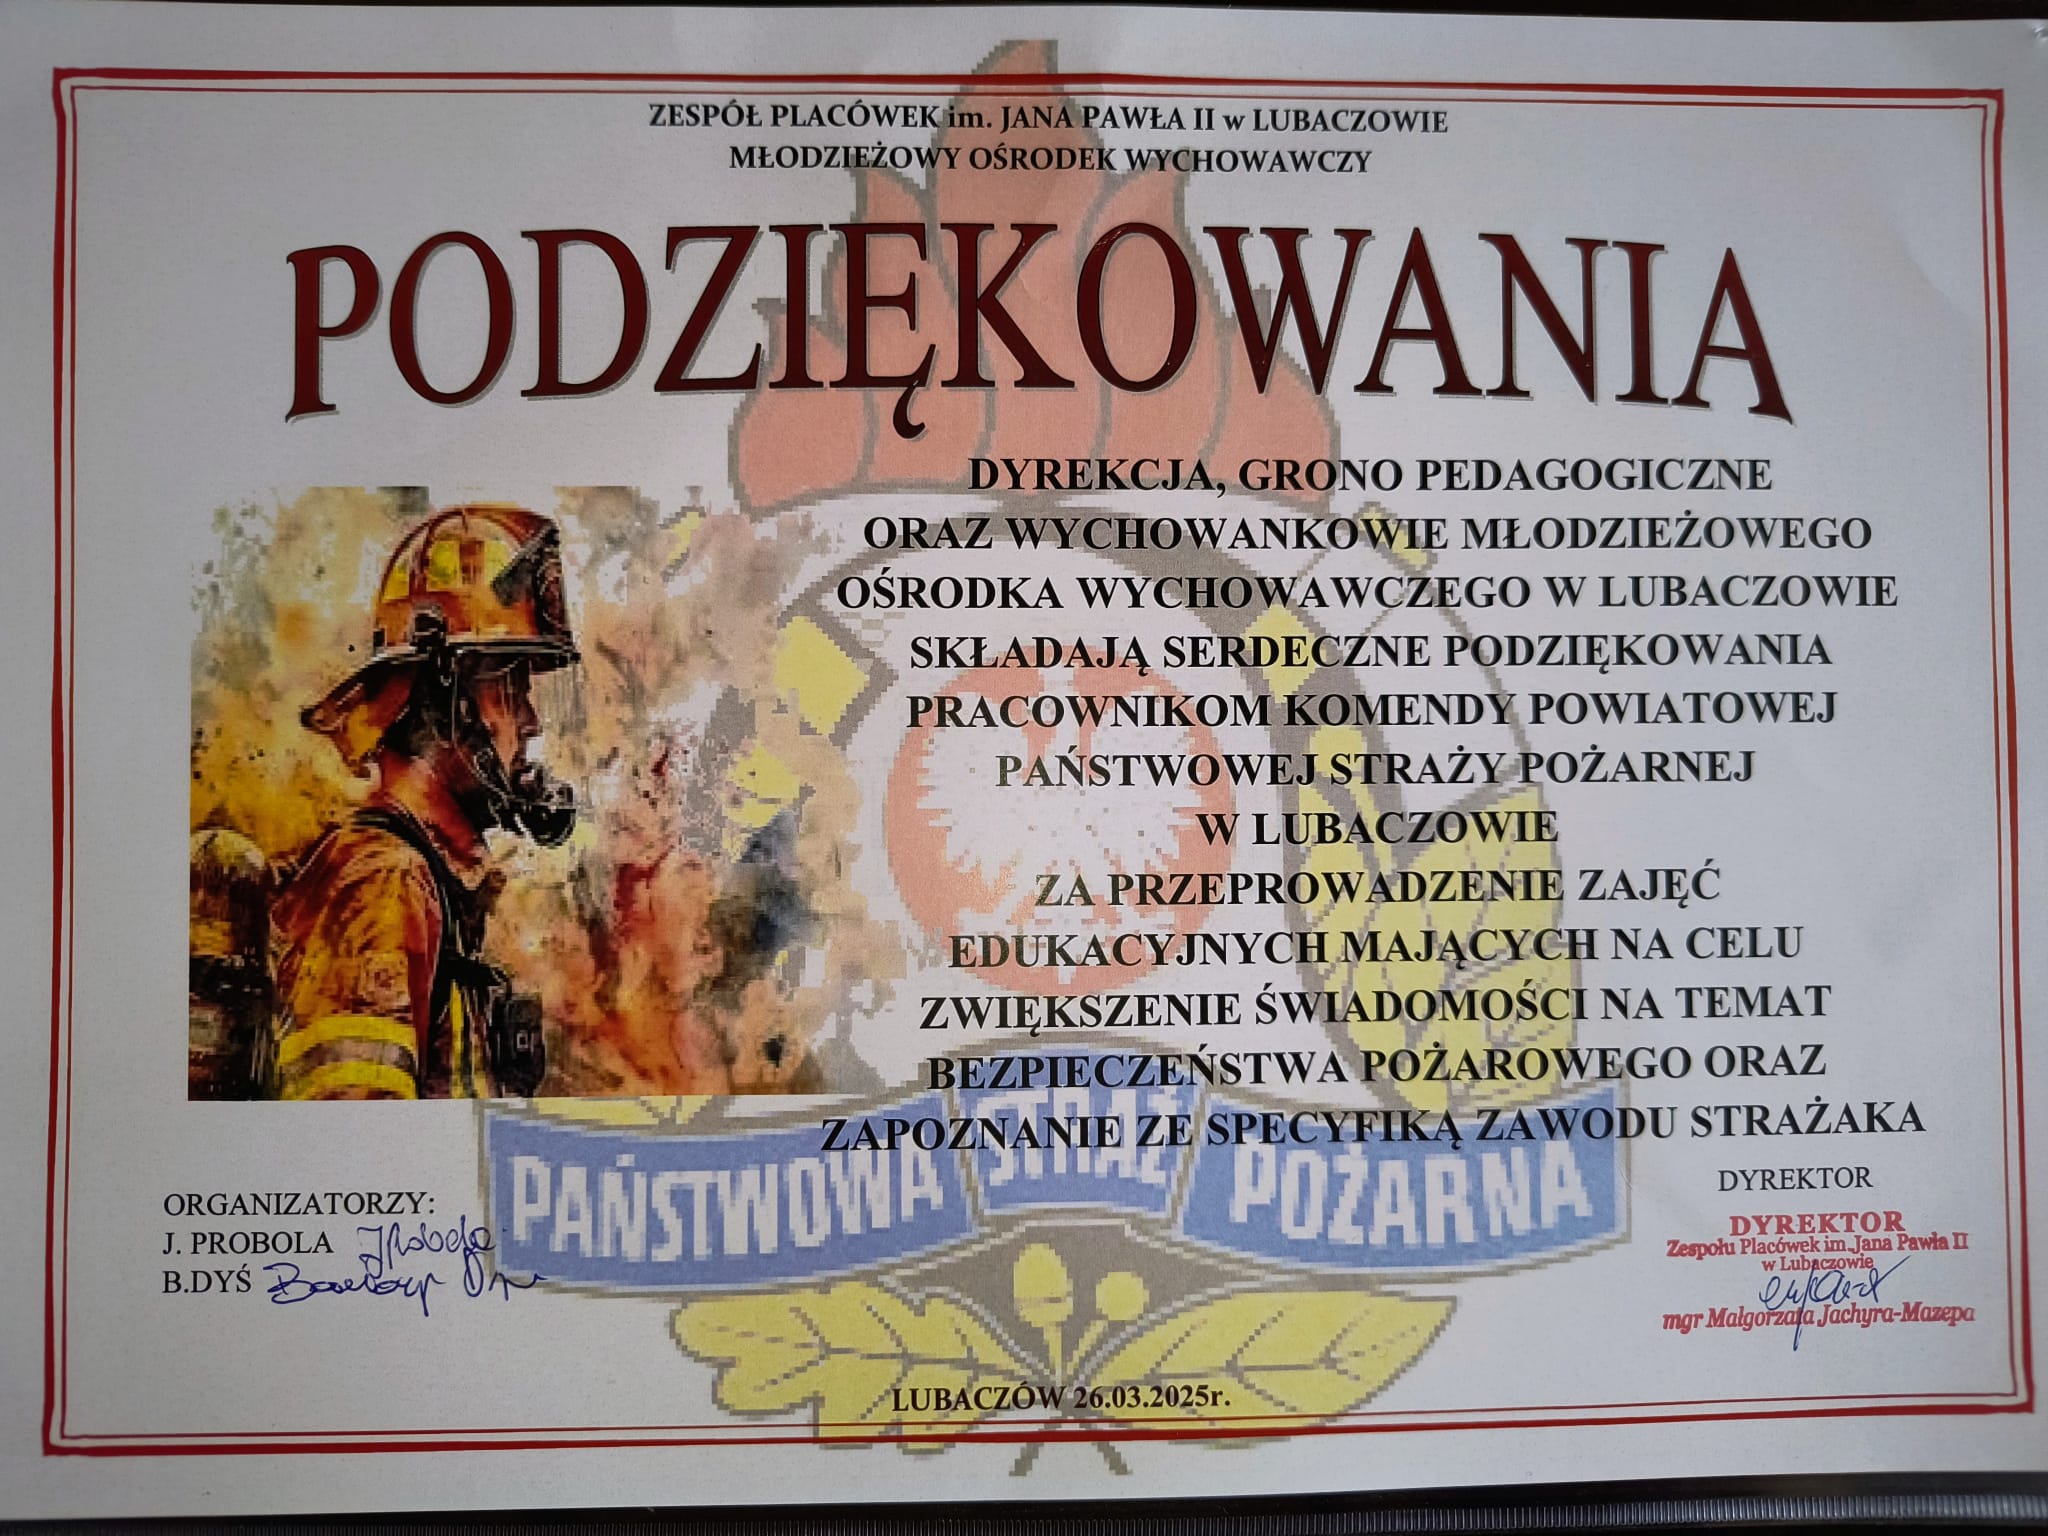 ZESPÓŁ PLACÓWEK im. JANA PAWŁA II w LUBACZOWIE
MŁODZIEŻOWY OŚRODEK WYCHOWAWCZY
PODZIĘKOWANIA
DYREKCJA, GRONO PEDAGOGICZNE
ORAZ WYCHOWANKOWIE MŁODZIEŻOWEGO
OŚRODKA WYCHOWAWCZEGO W LUBACZOWIE
SKŁADAJĄ SERDECZNE PODZIĘKOWANIA
PRACOWNIKOM KOMENDY POWIATOWEJ
PAŃSTWOWEJ STRAŻY POŻARNEJ
W LUBACZOWIE
ZA PRZEPROWADZENIE ZAJĘĆ
EDUKACYJNYCH MAJĄCYCH NA CELU
ZWIĘKSZENIE ŚWIADOMOŚCI NA TEMAT
BEZPIECZEŃSTWA POŻAROWEGO ORAZ
ZAPOZNANIE ZE SPECYFIKĄ ZAWODU STRAŻAKA
PAŃSTWOWA STRAŻ POŻARNA
ORGANIZATORZY:
J. PROBOLA
B.DYŚ
DYREKTOR
DYREKTOR
Zespołu Placówek im. Jana Pawła II
w Lubaczowie
mgr Małgorzata Jachyra-Mazepa
LUBACZÓW 26.03.2025r.